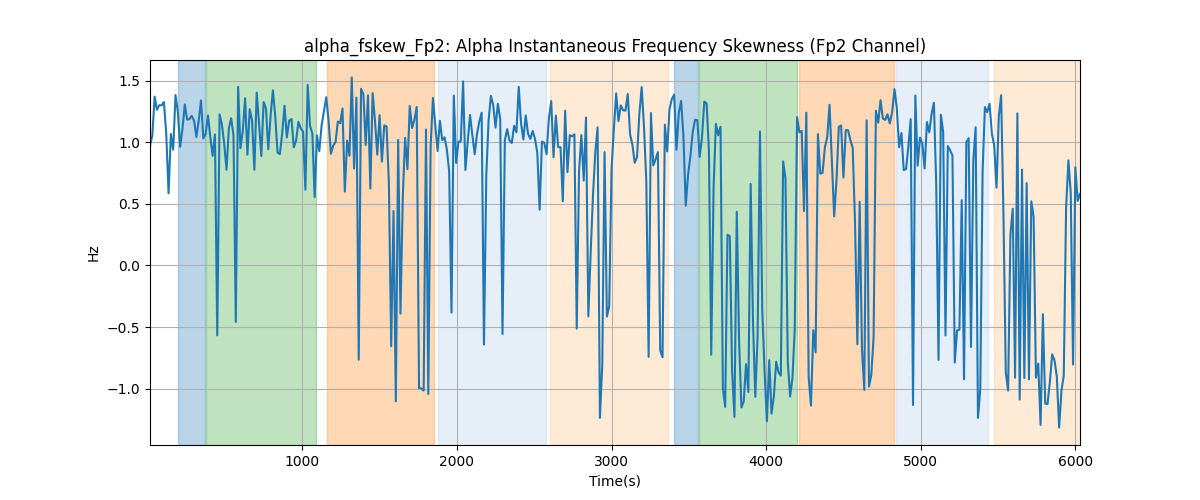 alpha_fskew_Fp2: Alpha Instantaneous Frequency Skewness (Fp2 Channel)
1.5
1.0
0.5
0.0
−0.5
−1.0
Hz
1000 2000 3000 4000 5000 6000
Time(s)